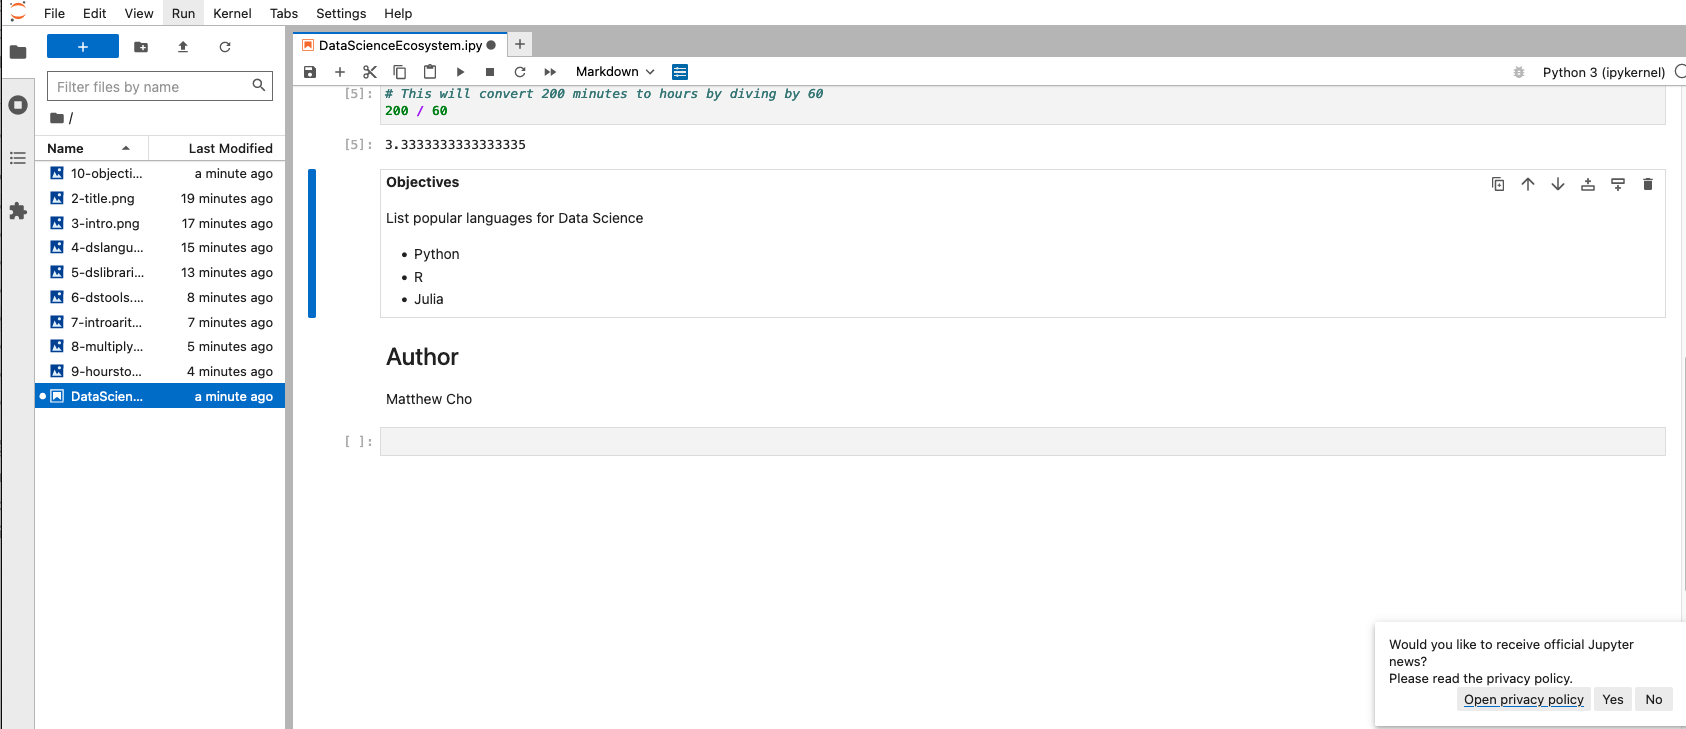 File Edit View Run Kernel Tabs Settings Help
+
Filter files by name
/
Name Last Modified
10-objecti... a minute ago
2-title.png 19 minutes ago
3-intro.png 17 minutes ago
4-dslangu... 15 minutes ago
5-dslibrari... 13 minutes ago
6-dstools.... 8 minutes ago
7-introarit... 7 minutes ago
8-multiply... 5 minutes ago
9-hoursto... 4 minutes ago
DataScien... a minute ago
DataScienceEcosystem.ipy
Markdown
Python 3 (ipykernel)
[5]: # This will convert 200 minutes to hours by diving by 60
200 / 60
[5]: 3.3333333333333335
Objectives
List popular languages for Data Science
• Python
• R
• Julia
Author
Matthew Cho
[ ]:
Would you like to receive official Jupyter
news?
Please read the privacy policy.
Open privacy policy Yes No